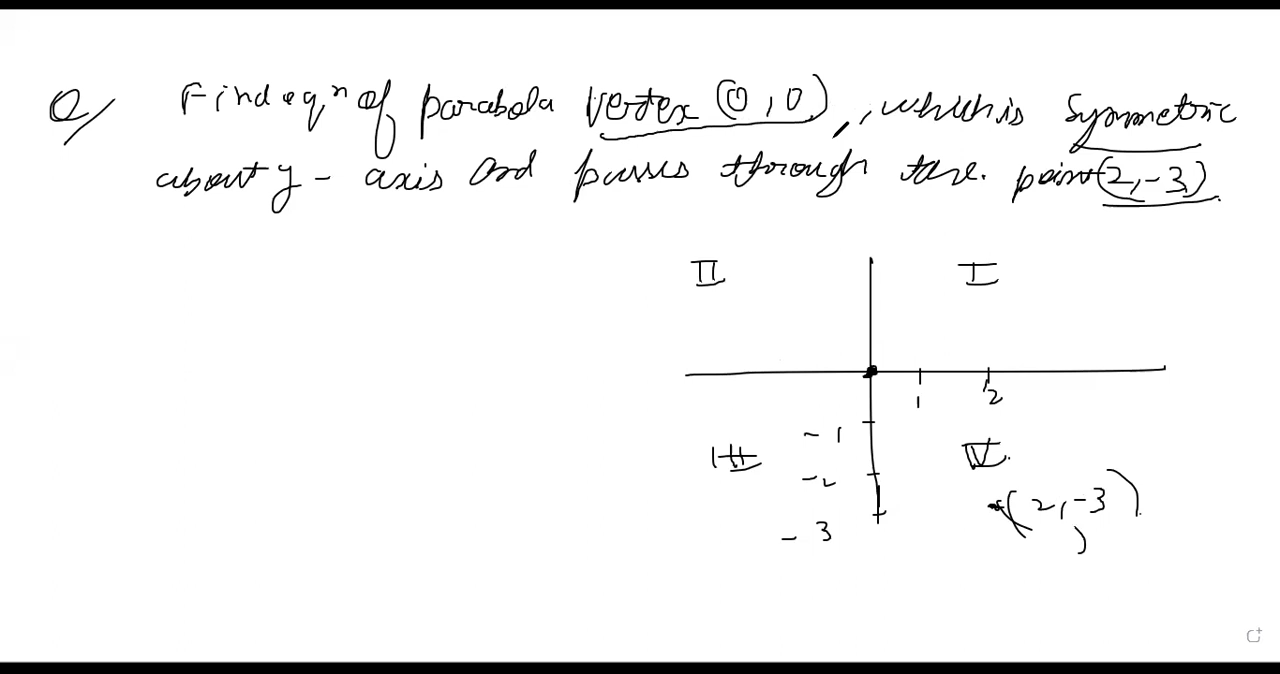 Q/ Find eqn of parabola vertex (0,0), which is symmetric
about y-axis and passes through the point (2,-3).
II I
1 2
-1
III IV
-2
(2,-3)
-3